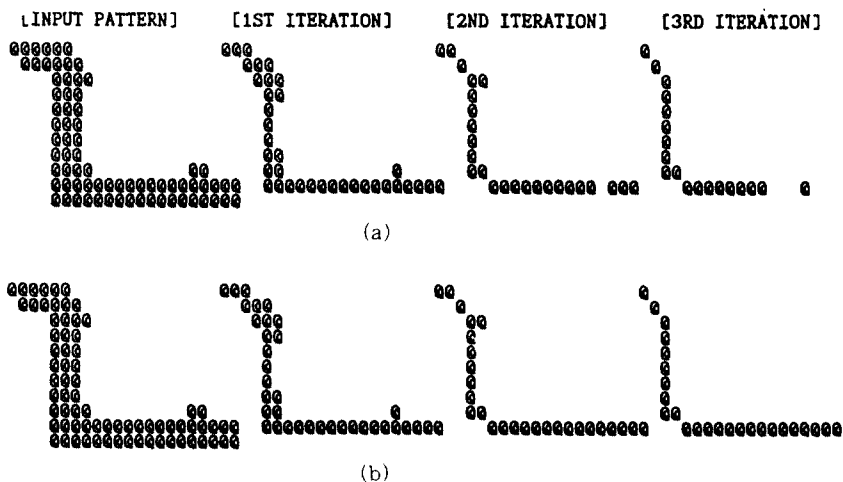 [INPUT PATTERN] [1ST ITERATION] [2ND ITERATION] [3RD ITERATION]
(a)
(b)